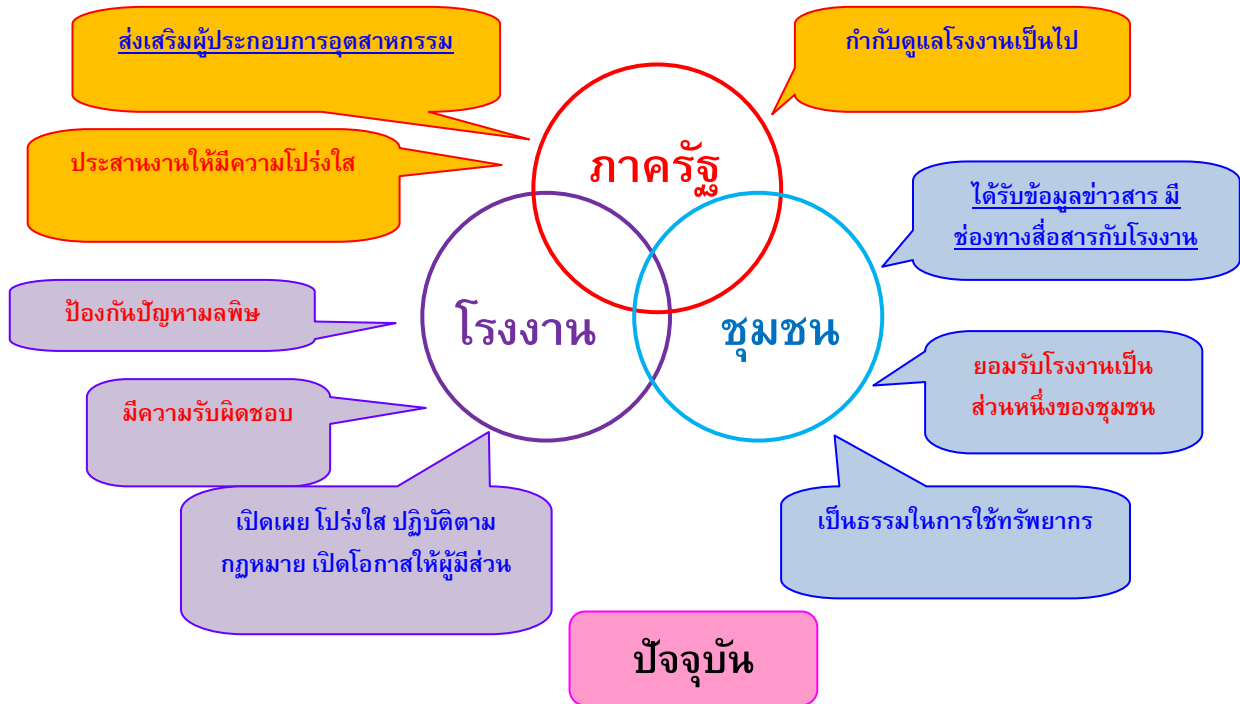 ส่งเสริมผู้ประกอบการอุตสาหกรรม
กำกับดูแลโรงงานเป็นไป
ประสานงานให้มีความโปร่งใส
ภาครัฐ
ได้รับข้อมูลข่าวสาร มี
ช่องทางสื่อสารกับโรงงาน
ป้องกันปัญหามลพิษ
โรงงาน
ชุมชน
ยอมรับโรงงานเป็น
ส่วนหนึ่งของชุมชน
มีความรับผิดชอบ
เปิดเผย โปร่งใส ปฏิบัติตาม
กฎหมาย เปิดโอกาสให้ผู้มีส่วน
เป็นธรรมในการใช้ทรัพยากร
ปัจจุบัน